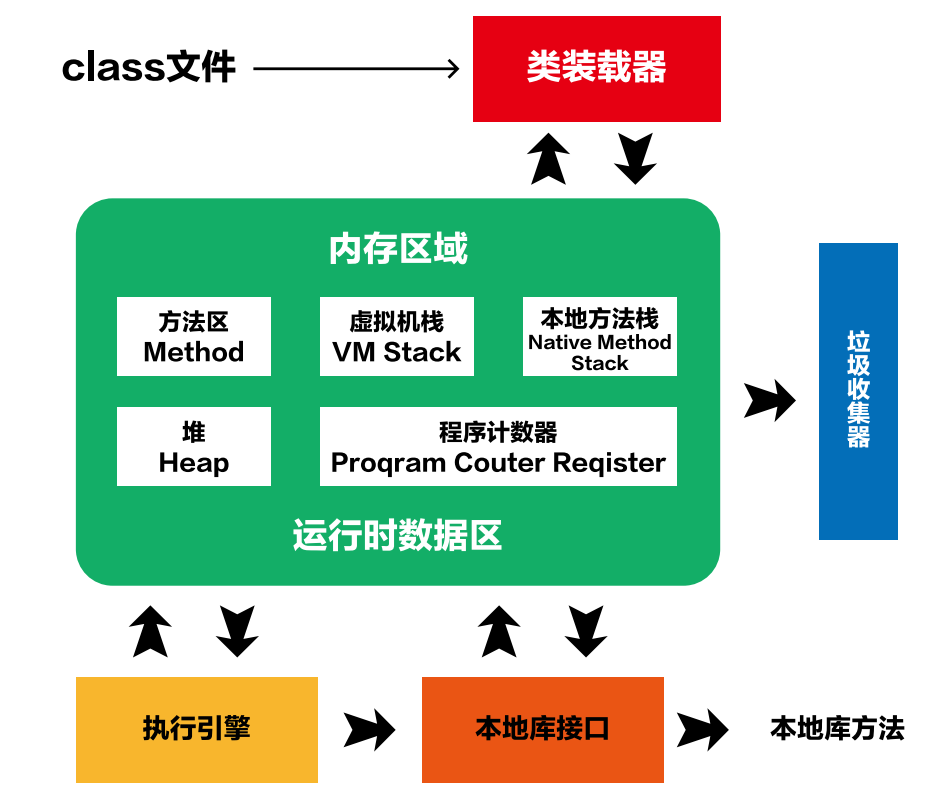 class文件
类装载器
内存区域
方法区
Method
虚拟机栈
VM Stack
本地方法栈
Native Method
Stack
堆
Heap
程序计数器
Proqram Couter Reqister
运行时数据区
垃圾收集器
执行引擎
本地库接口
本地库方法